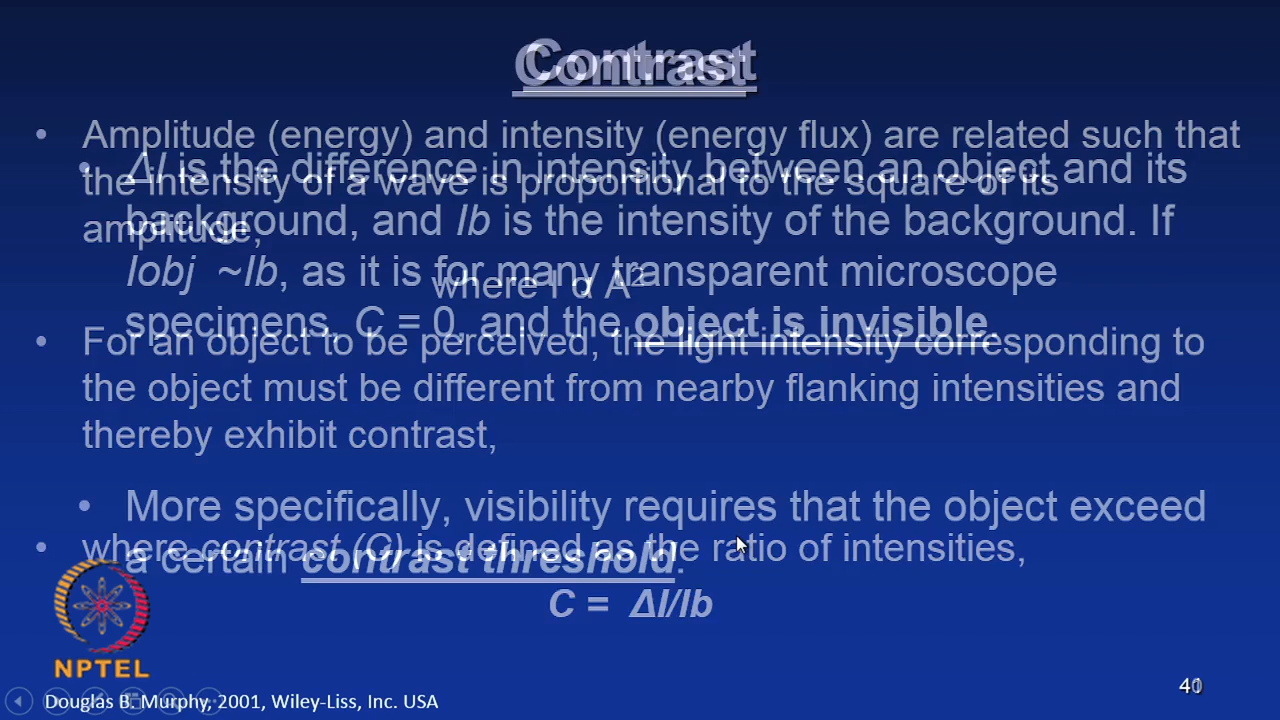 Contrast
• Amplitude (energy) and intensity (energy flux) are related such that
the intensity of a wave is proportional to the square of its
amplitude,
where I α A²
• For an object to be perceived, the light intensity corresponding to
the object must be different from nearby flanking intensities and
thereby exhibit contrast,
• where contrast (C) is defined as the ratio of intensities,
C = ΔI/Ib
Contrast
• ΔI is the difference in intensity between an object and its
background, and Ib is the intensity of the background. If
Iobj ~Ib, as it is for many transparent microscope
specimens, C = 0, and the object is invisible.
• More specifically, visibility requires that the object exceed
a certain contrast threshold.
NPTEL
Douglas B. Murphy, 2001, Wiley-Liss, Inc. USA